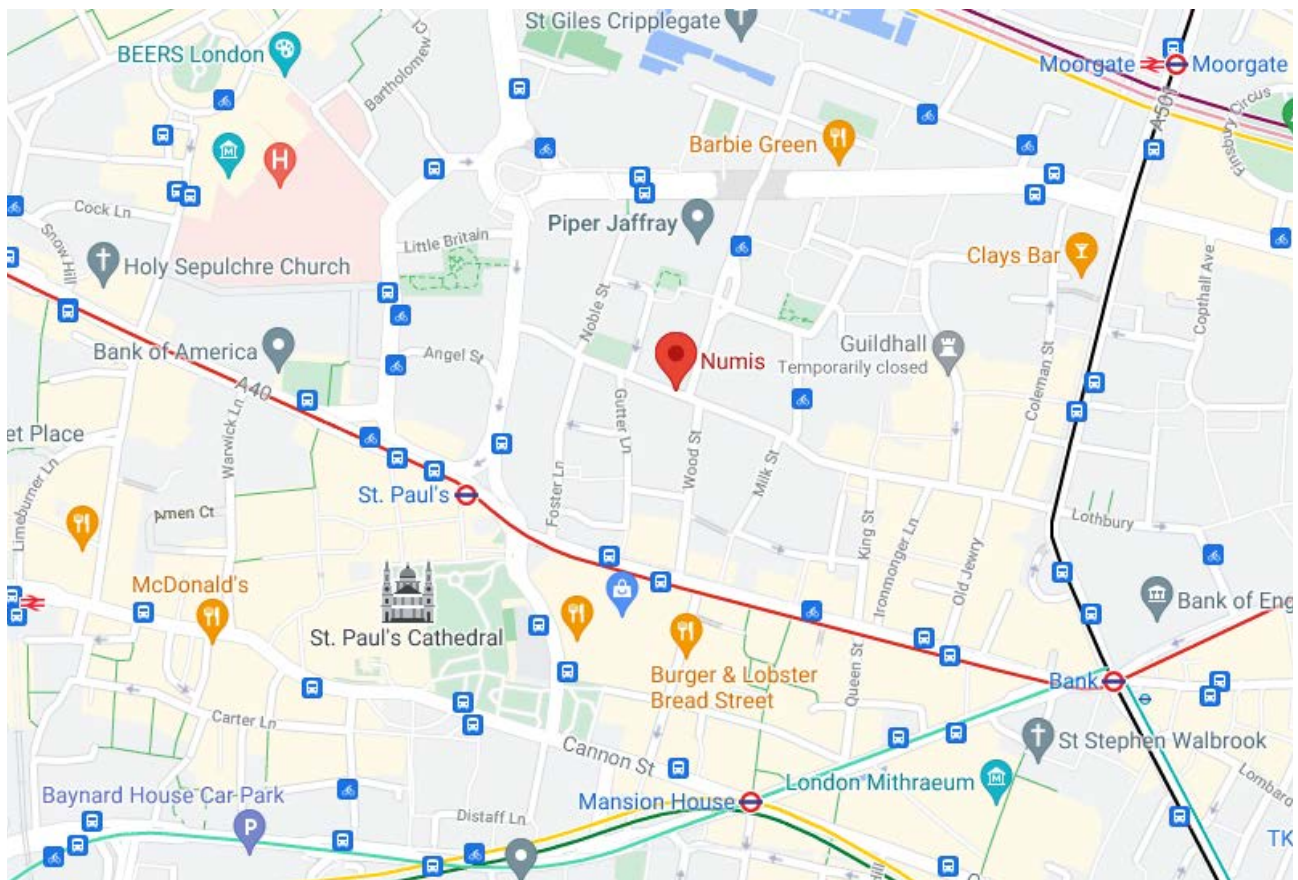 St Giles Cripplegate
BEERS London
Bartholomew Ct
Moorgate
Moorgate
A501
Finsbury Circus
Barbie Green
Cock Ln
Snow Hill
Little Britain
Piper Jaffray
Holy Sepulchre Church
Clays Bar
Copthall Ave
Noble St
Bank of America
Angel St
Numis
Guildhall
Temporarily closed
A40
Coleman St
et Place
Warwick Ln
Gutter Ln
Wood St
Milk St
Limeburner Ln
St. Paul's
Foster Ln
Amen Ct
King St
Ironmonger Ln
Old Jewry
Lothbury
McDonald's
St. Paul's Cathedral
Bank of Eng
Burger & Lobster
Bread Street
Queen St
Bank
Carter Ln
Cannon St
St Stephen Walbrook
London Mithraeum
Lombard
Baynard House Car Park
Mansion House
Distaff Ln
TK
H
P
M
M